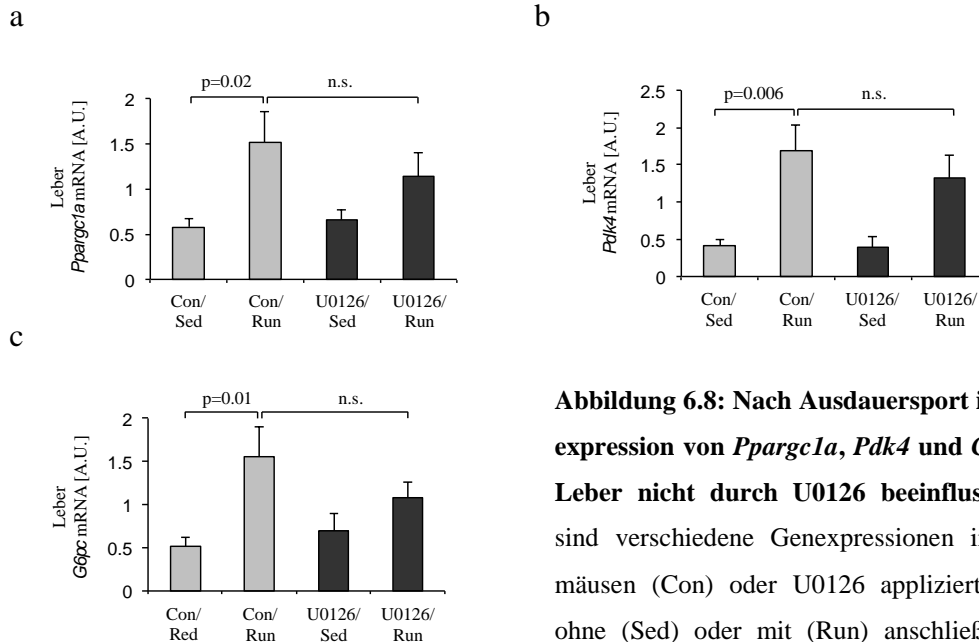 a
p=0.02
n.s.
Leber
Ppargc1a mRNA [A.U.]
2
1.5
1
0.5
0
Con/ Con/ U0126/ U0126/
Sed Run Sed Run
b
p=0.006
n.s.
Leber
Pdk4 mRNA [A.U.]
2.5
2
1.5
1
0.5
0
Con/ Con/ U0126/ U0126/
Sed Run Sed Run
c
p=0.01
n.s.
Leber
G6pc mRNA [A.U.]
2
1.5
1
0.5
0
Con/ Con/ U0126/ U0126/
Red Run Sed Run
Abbildung 6.8: Nach Ausdauersport
expression von Ppargc1a, Pdk4 und
Leber nicht durch U0126
sind verschiedene Genexpressionen
mäusen (Con) oder U0126 appliziert
ohne (Sed) oder mit (Run)